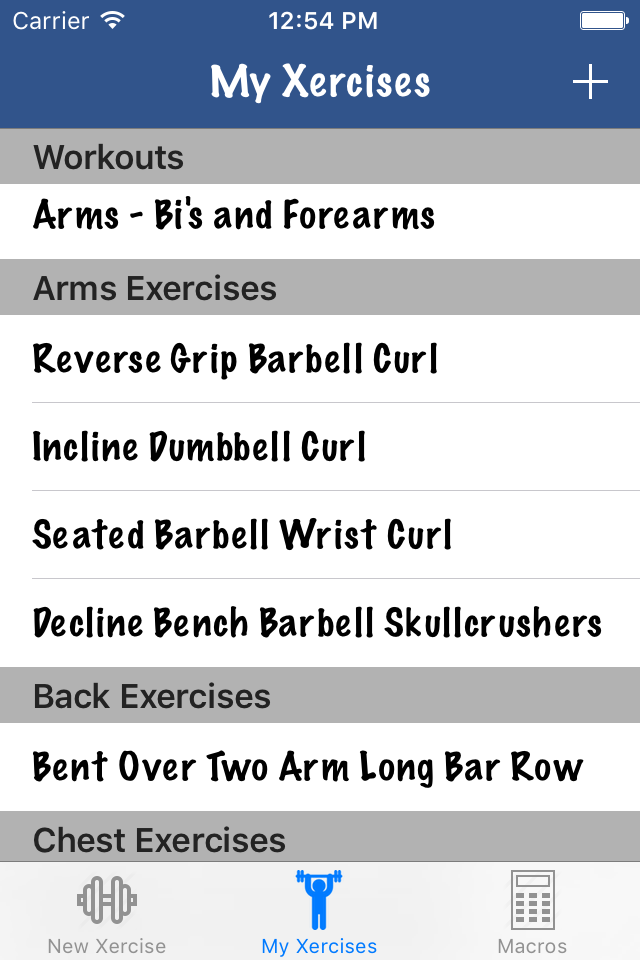 Carrier 12:54 PM
My Xercises
Workouts
Arms - Bi's and Forearms
Arms Exercises
Reverse Grip Barbell Curl
Incline Dumbbell Curl
Seated Barbell Wrist Curl
Decline Bench Barbell Skullcrushers
Back Exercises
Bent Over Two Arm Long Bar Row
Chest Exercises
New Xercise My Xercises Macros